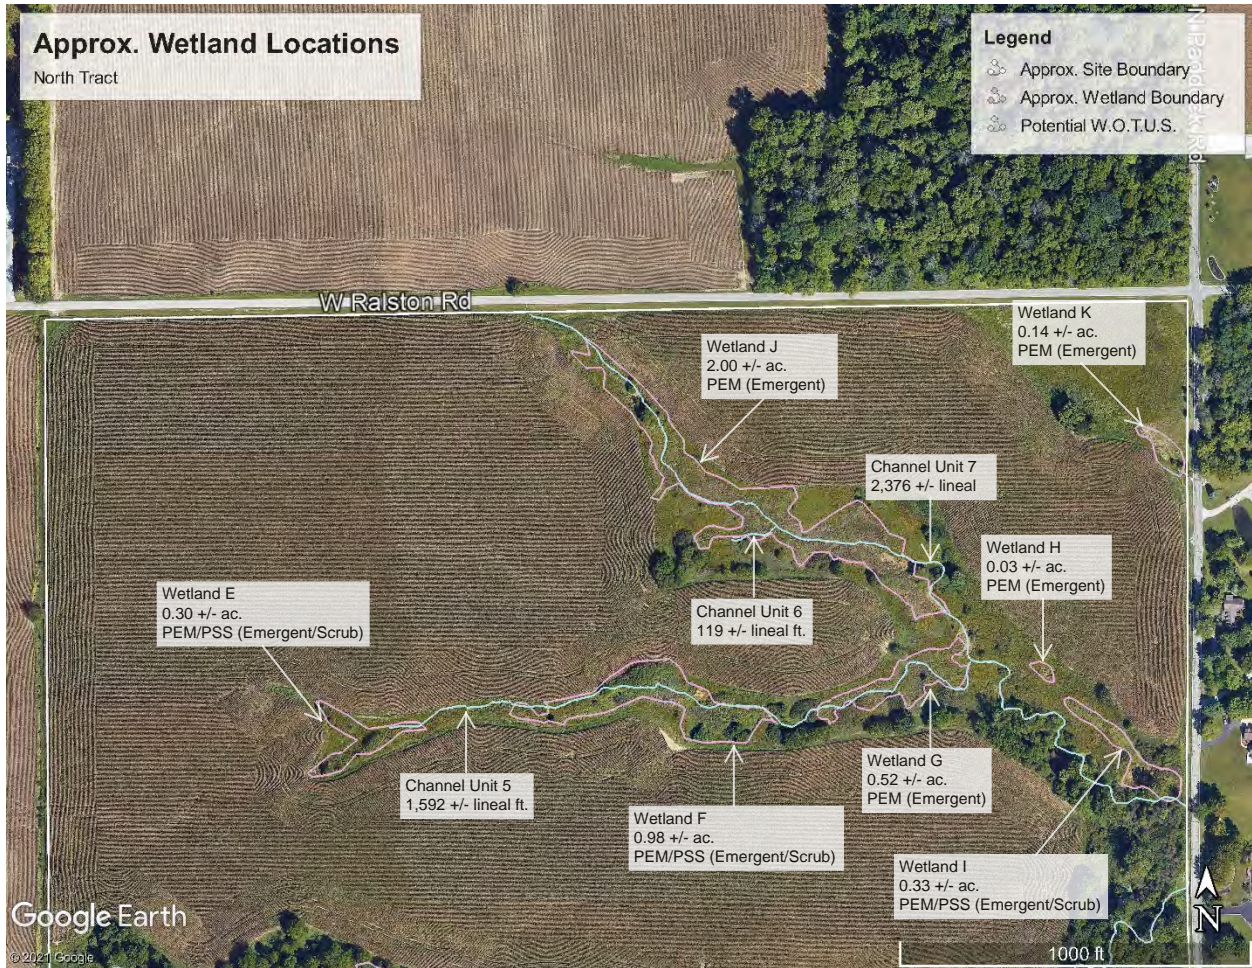 Approx. Wetland Locations
North Tract
Legend
Approx. Site Boundary
Approx. Wetland Boundary
Potential W.O.T.U.S.
W Ralston Rd
Wetland K
0.14 +/- ac.
PEM (Emergent)
Wetland J
2.00 +/- ac.
PEM (Emergent)
Channel Unit 7
2,376 +/- lineal
Wetland H
0.03 +/- ac.
PEM (Emergent)
Wetland E
0.30 +/- ac.
PEM/PSS (Emergent/Scrub)
Channel Unit 6
119 +/- lineal ft.
Channel Unit 5
1,592 +/- lineal ft.
Wetland G
0.52 +/- ac.
PEM (Emergent)
Wetland F
0.98 +/- ac.
PEM/PSS (Emergent/Scrub)
Wetland I
0.33 +/- ac.
PEM/PSS (Emergent/Scrub)
Google Earth
© 2021 Google
N
1000 ft